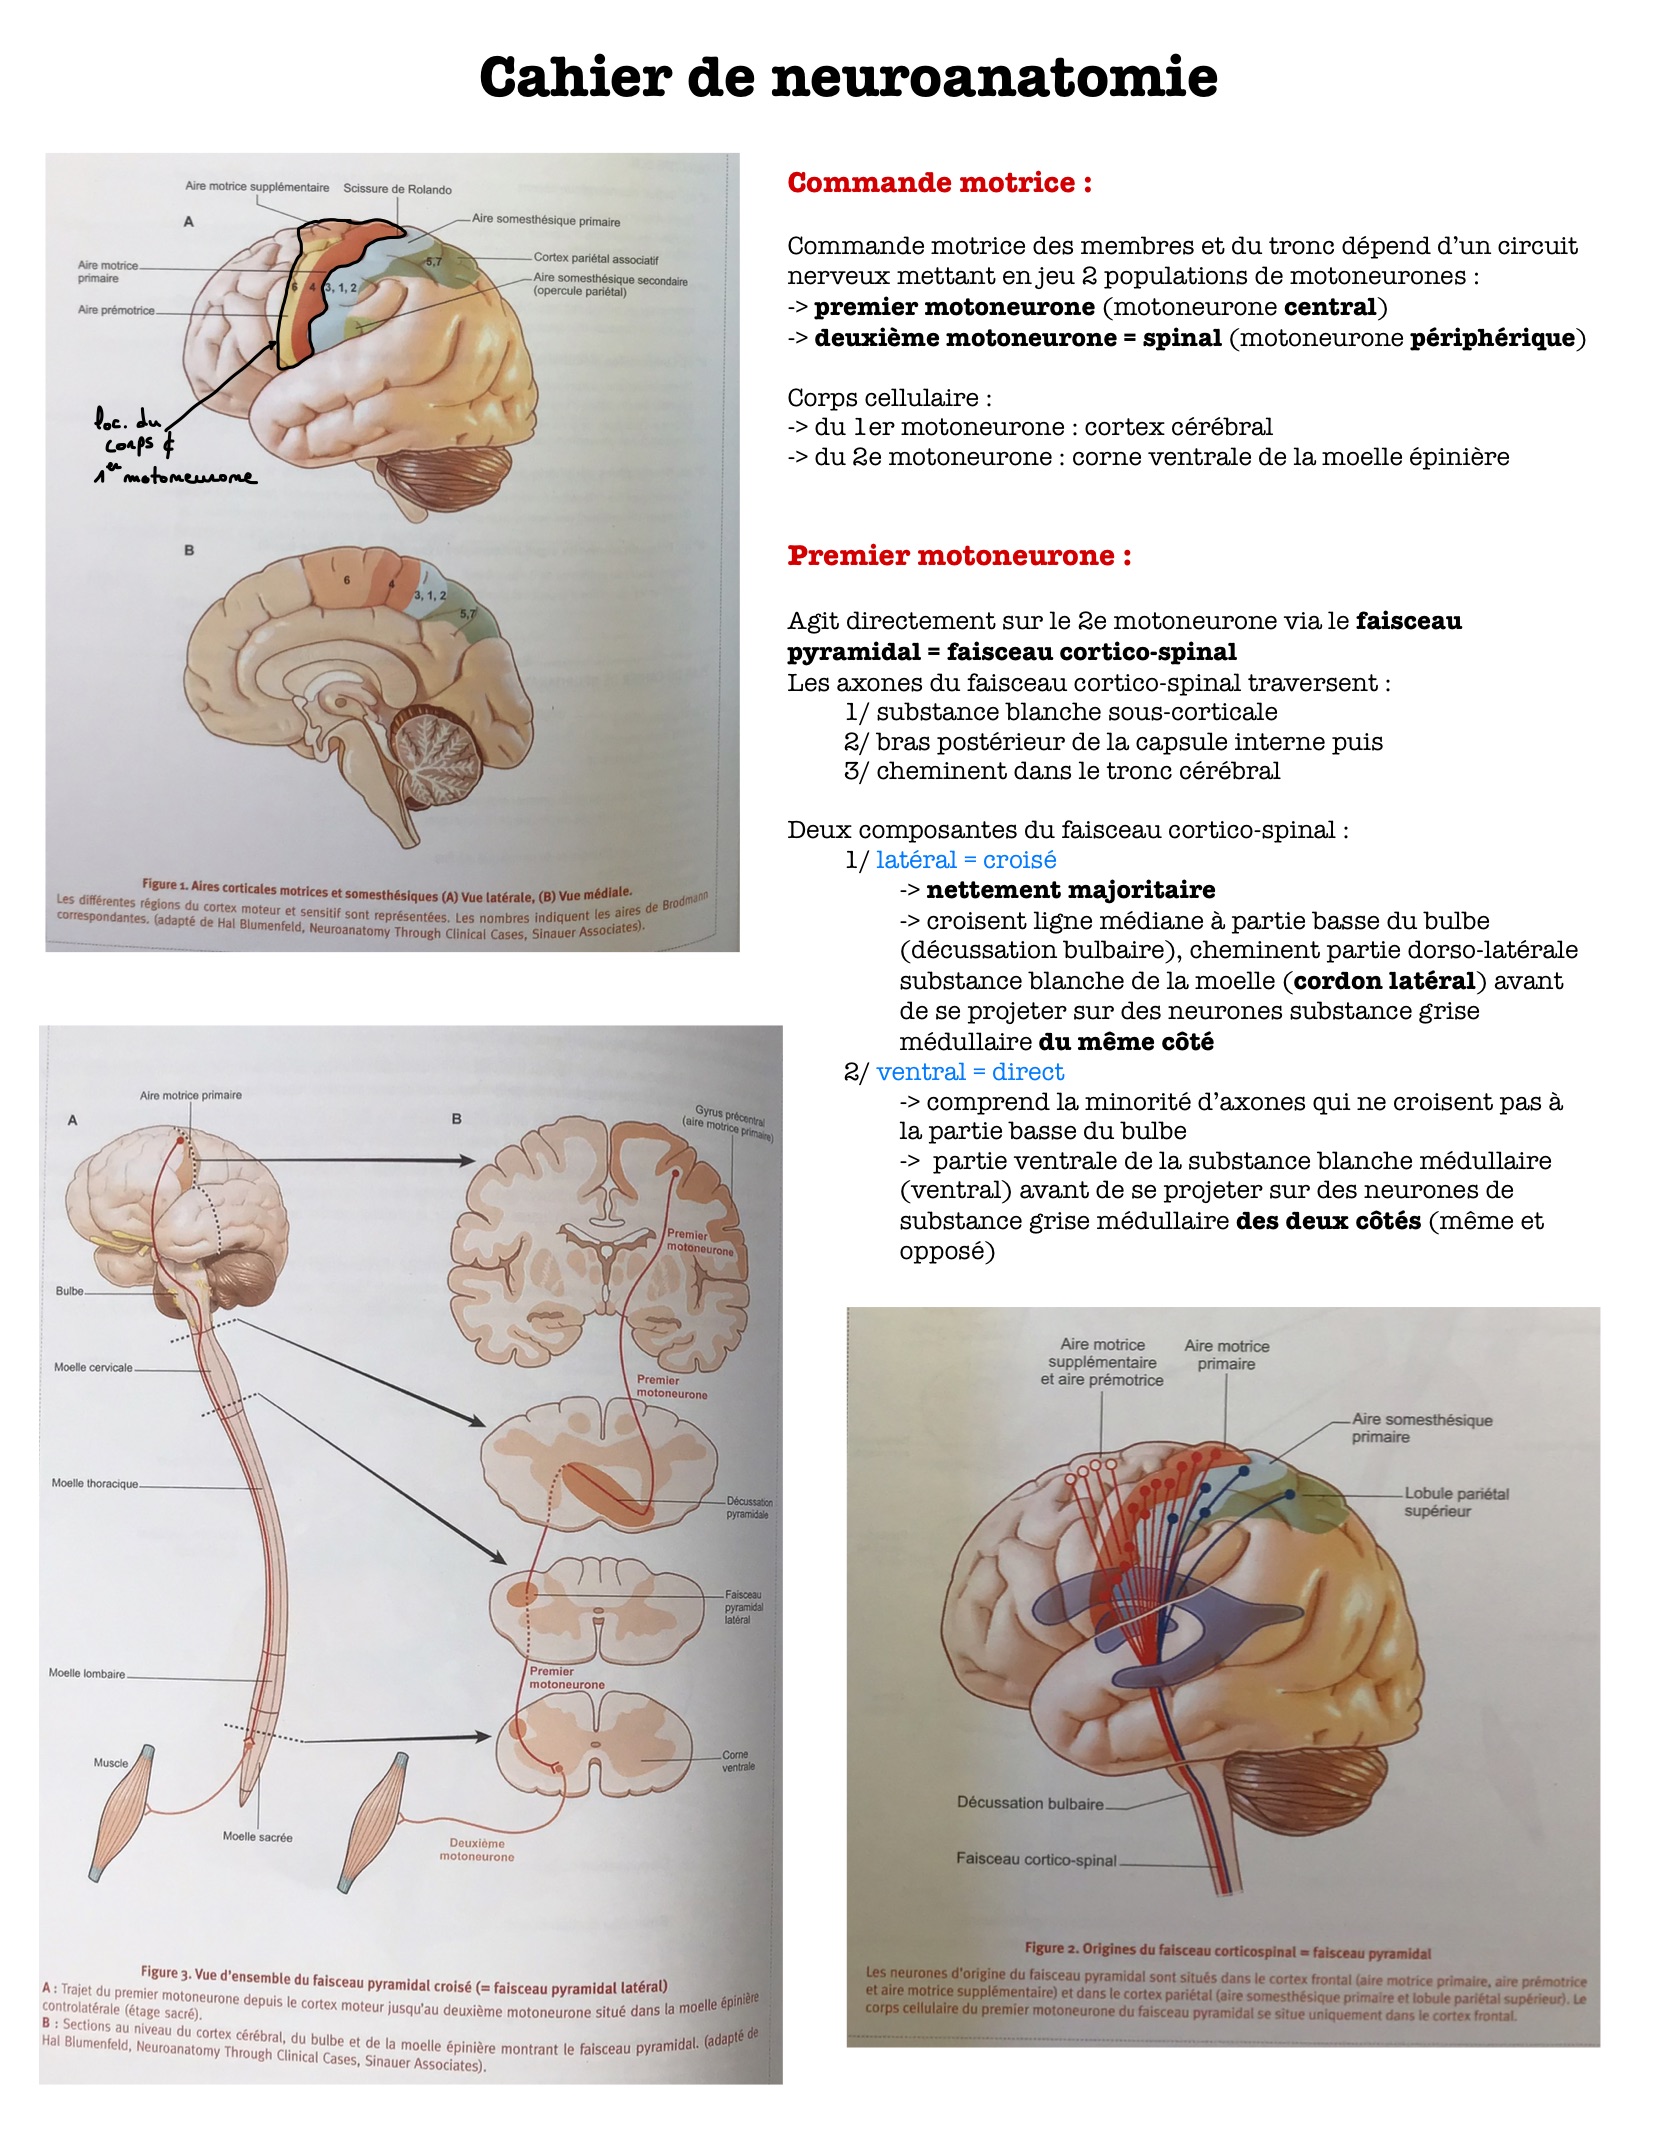 Cahier de neuroanatomie
Aire motrice supplémentaire
Scissure de Rolando
A
Aire somesthésique primaire
Aire motrice
primaire
5,7
Cortex pariétal associatif
Aire somesthésique secondaire
(opercule pariétal)
6
4
3, 1, 2
Aire prémotrice
loc. du
corps
1er motoneurone
B
6
4
3, 1, 2
5,7
Figure 1. Aires corticales motrices et somesthésiques (A) Vue latérale, (B) Vue médiale.
Les différentes régions du cortex moteur et sensitif sont représentées. Les nombres indiquent les aires de Brodmann
correspondantes. (adapté de Hal Blumenfeld, Neuroanatomy Through Clinical Cases, Sinauer Associates).
Commande motrice :
Commande motrice des membres et du tronc dépend d’un circuit
nerveux mettant en jeu 2 populations de motoneurones :
-> premier motoneurone (motoneurone central)
-> deuxième motoneurone = spinal (motoneurone périphérique)
Corps cellulaire :
-> du 1er motoneurone : cortex cérébral
-> du 2e motoneurone : corne ventrale de la moelle épinière
Premier motoneurone :
Agit directement sur le 2e motoneurone via le faisceau
pyramidal = faisceau cortico-spinal
Les axones du faisceau cortico-spinal traversent :
1/ substance blanche sous-corticale
2/ bras postérieur de la capsule interne puis
3/ cheminent dans le tronc cérébral
Deux composantes du faisceau cortico-spinal :
1/ latéral = croisé
-> nettement majoritaire
-> croisent ligne médiane à partie basse du bulbe
(décussation bulbaire), cheminent partie dorso-latérale
substance blanche de la moelle (cordon latéral) avant
de se projeter sur des neurones substance grise
médullaire du même côté
2/ ventral = direct
-> comprend la minorité d’axones qui ne croisent pas à
la partie basse du bulbe
-> partie ventrale de la substance blanche médullaire
(ventral) avant de se projeter sur des neurones de
substance grise médullaire des deux côtés (même et
opposé)
Aire motrice primaire
A
B
Gyrus précentral
(aire motrice primaire)
Premier
motoneurone
Bulbe
Moelle cervicale
Premier
motoneurone
Moelle thoracique
Décussation
pyramidale
Faisceau
pyramidal
latéral
Moelle lombaire
Premier
motoneurone
Muscle
Corne
ventrale
Moelle sacrée
Deuxième
motoneurone
Figure 3. Vue d'ensemble du faisceau pyramidal croisé (= faisceau pyramidal latéral)
A : Trajet du premier motoneurone depuis le cortex moteur jusqu'au deuxième motoneurone situé dans la moelle épinière
controlatérale (étage sacré).
B : Sections au niveau du cortex cérébral, du bulbe et de la moelle épinière montrant le faisceau pyramidal. (adapté de
Hal Blumenfeld, Neuroanatomy Through Clinical Cases, Sinauer Associates).
Aire motrice
supplémentaire
et aire prémotrice
Aire motrice
primaire
Aire somesthésique
primaire
Lobule pariétal
supérieur
Décussation bulbaire
Faisceau cortico-spinal
Figure 2. Origines du faisceau corticospinal = faisceau pyramidal
Les neurones d'origine du faisceau pyramidal sont situés dans le cortex frontal (aire motrice primaire, aire prémotrice
et aire motrice supplémentaire) et dans le cortex pariétal (aire somesthésique primaire et lobule pariétal supérieur). Le
corps cellulaire du premier motoneurone du faisceau pyramidal se situe uniquement dans le cortex frontal.